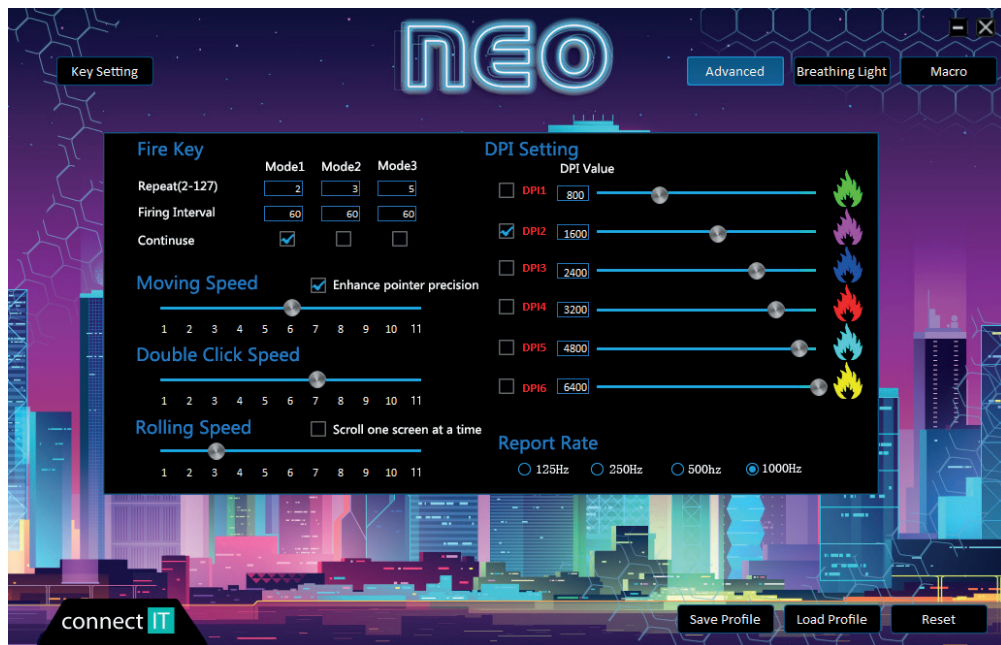 NEO
Key Setting
Advanced
Breathing Light
Macro
Fire Key
Mode1 Mode2 Mode3
Repeat(2-127) 2 3 5
Firing Interval 60 60 60
Continuse
Moving Speed
Enhance pointer precision
1 2 3 4 5 6 7 8 9 10 11
Double Click Speed
1 2 3 4 5 6 7 8 9 10 11
Rolling Speed
Scroll one screen at a time
1 2 3 4 5 6 7 8 9 10 11
DPI Setting
DPI Value
DPI1 800
DPI2 1600
DPI3 2400
DPI4 3200
DPI5 4800
DPI6 6400
Report Rate
125Hz 250Hz 500hz 1000Hz
connect IT
Save Profile
Load Profile
Reset